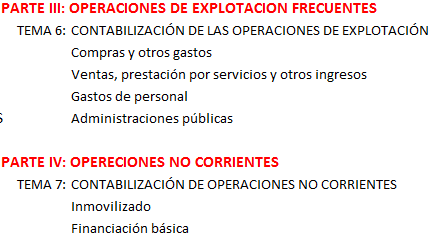 PARTE III: OPERACIONES DE EXPLOTACION FRECUENTES
TEMA 6: CONTABILIZACIÓN DE LAS OPERACIONES DE EXPLOTACIÓN
Compras y otros gastos
Ventas, prestación por servicios y otros ingresos
Gastos de personal
S Administraciones públicas
PARTE IV: OPERECIONES NO CORRIENTES
TEMA 7: CONTABILIZACIÓN DE OPERACIONES NO CORRIENTES
Inmovilizado
Financiación básica